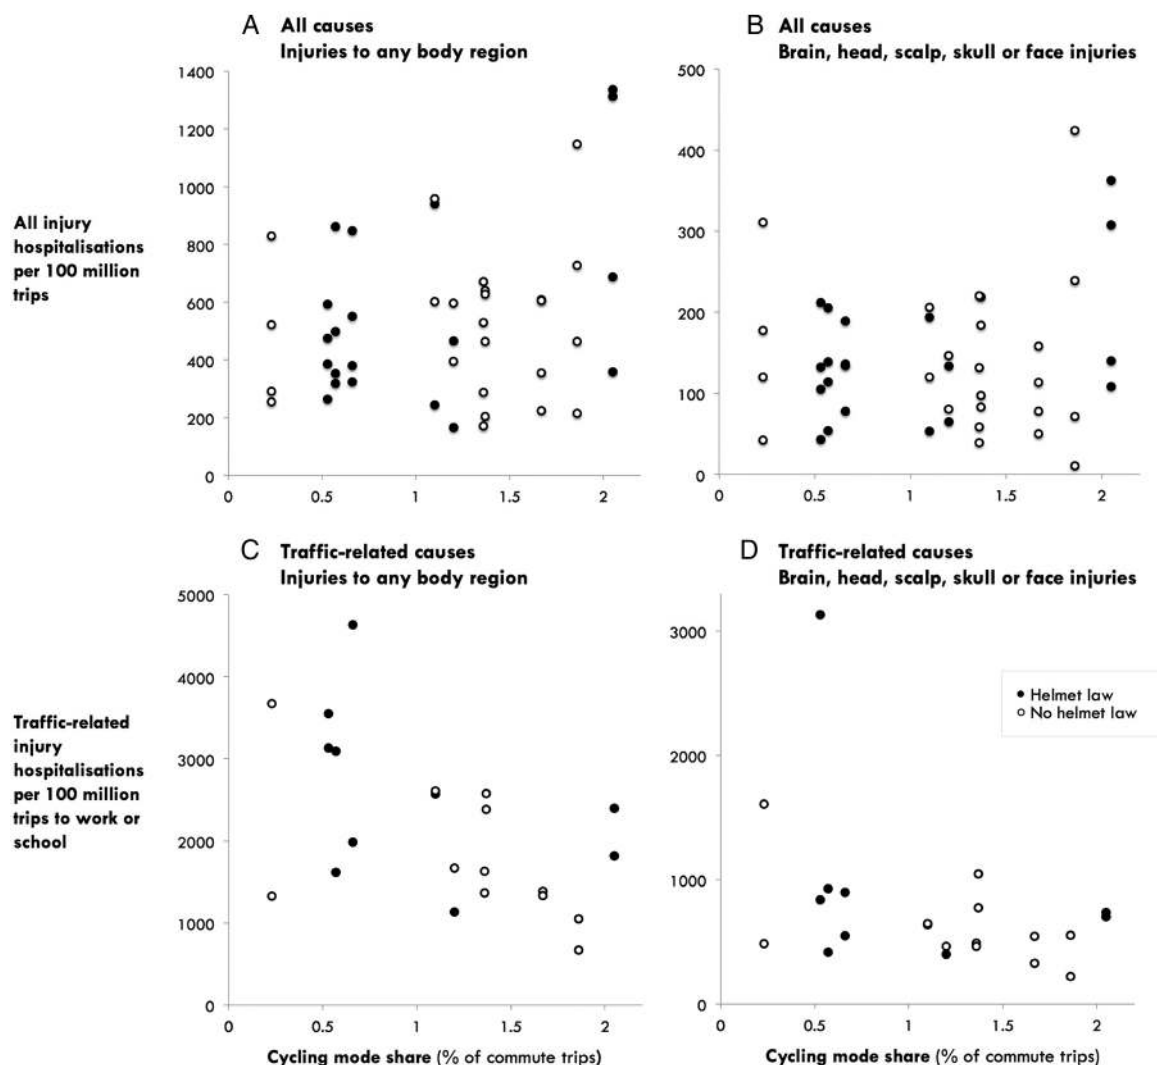 A All causes
Injuries to any body region
1400
1200
1000
800
600
400
200
0
0 0.5 1 1.5 2
All injury
hospitalisations
per 100 million
trips
B All causes
Brain, head, scalp, skull or face injuries
500
400
300
200
100
0
0 0.5 1 1.5 2
C Traffic-related causes
Injuries to any body region
5000
4000
3000
2000
1000
0
0 0.5 1 1.5 2
Cycling mode share (% of commute trips)
Traffic-related
injury
hospitalisations
per 100 million
trips to work or
school
D Traffic-related causes
Brain, head, scalp, skull or face injuries
3000
2000
1000
0
0 0.5 1 1.5 2
Cycling mode share (% of commute trips)
Helmet law
No helmet law